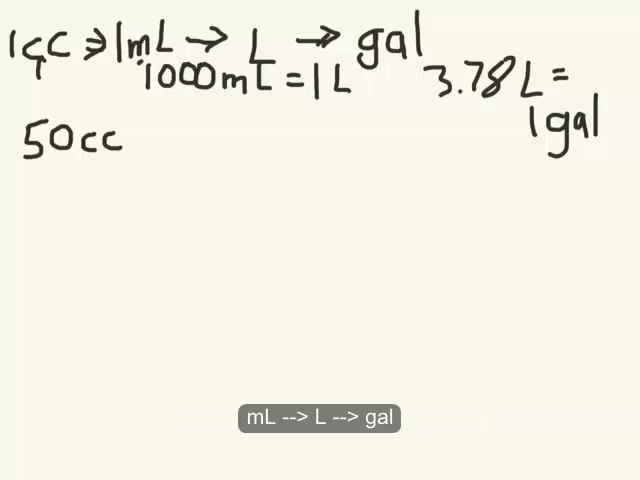 1cc → 1mL → L → gal
1000mL = 1L
3.78L =
1gal
50cc
mL --> L --> gal